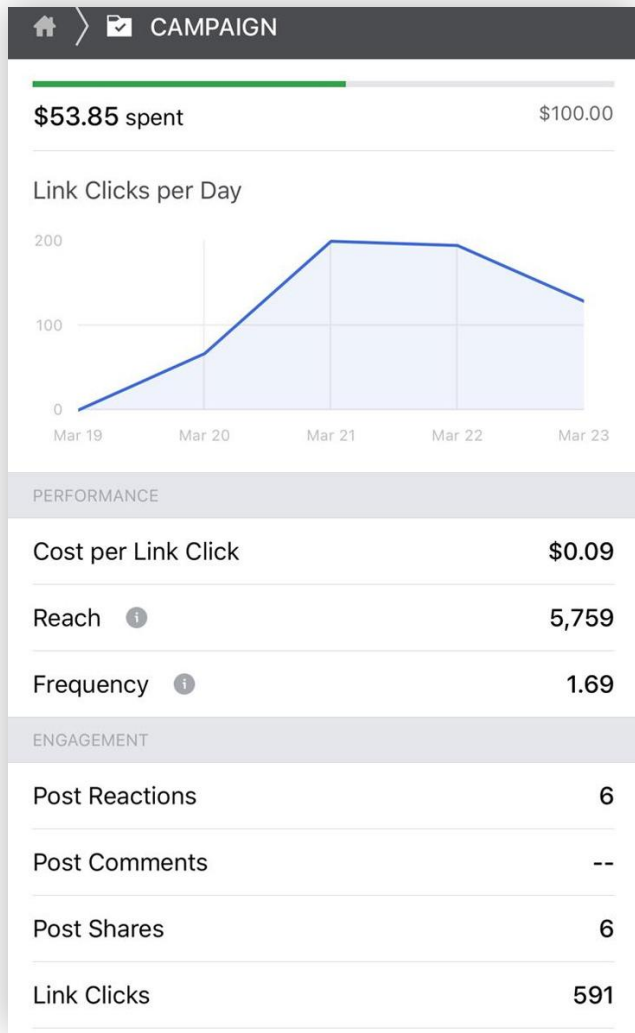 CAMPAIGN
$53.85 spent $100.00
Link Clicks per Day
200
100
0
Mar 19 Mar 20 Mar 21 Mar 22 Mar 23
PERFORMANCE
Cost per Link Click $0.09
Reach 5,759
Frequency 1.69
ENGAGEMENT
Post Reactions 6
Post Comments --
Post Shares 6
Link Clicks 591